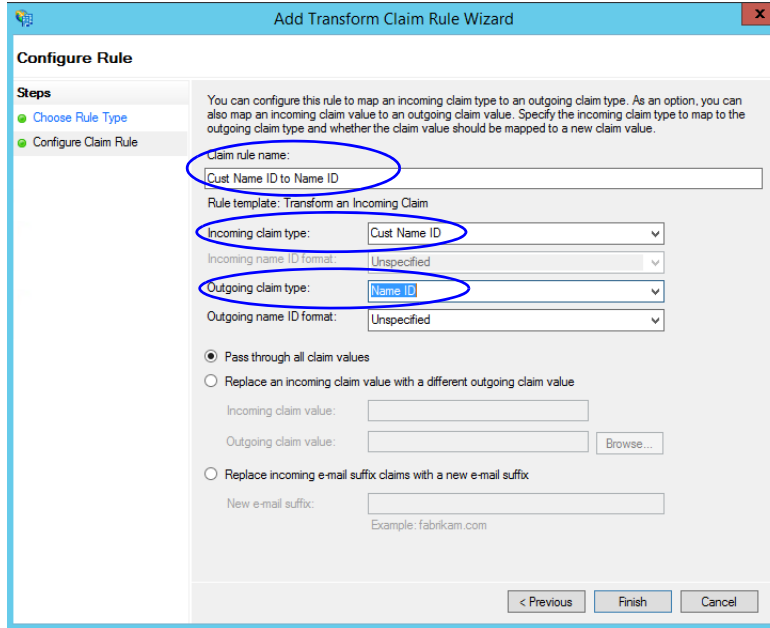 Add Transform Claim Rule Wizard
x
Configure Rule
Steps
Choose Rule Type
Configure Claim Rule
You can configure this rule to map an incoming claim type to an outgoing claim type. As an option, you can
also map an incoming claim value to an outgoing claim value. Specify the incoming claim type to map to the
outgoing claim type and whether the claim value should be mapped to a new claim value.
Claim rule name:
Cust Name ID to Name ID
Rule template: Transform an Incoming Claim
Incoming claim type: Cust Name ID
Incoming name ID format: Unspecified
Outgoing claim type: Name ID
Outgoing name ID format: Unspecified
Pass through all claim values
Replace an incoming claim value with a different outgoing claim value
Incoming claim value:
Outgoing claim value: Browse...
Replace incoming e-mail suffix claims with a new e-mail suffix
New e-mail suffix:
Example: fabrikam.com
< Previous Finish Cancel